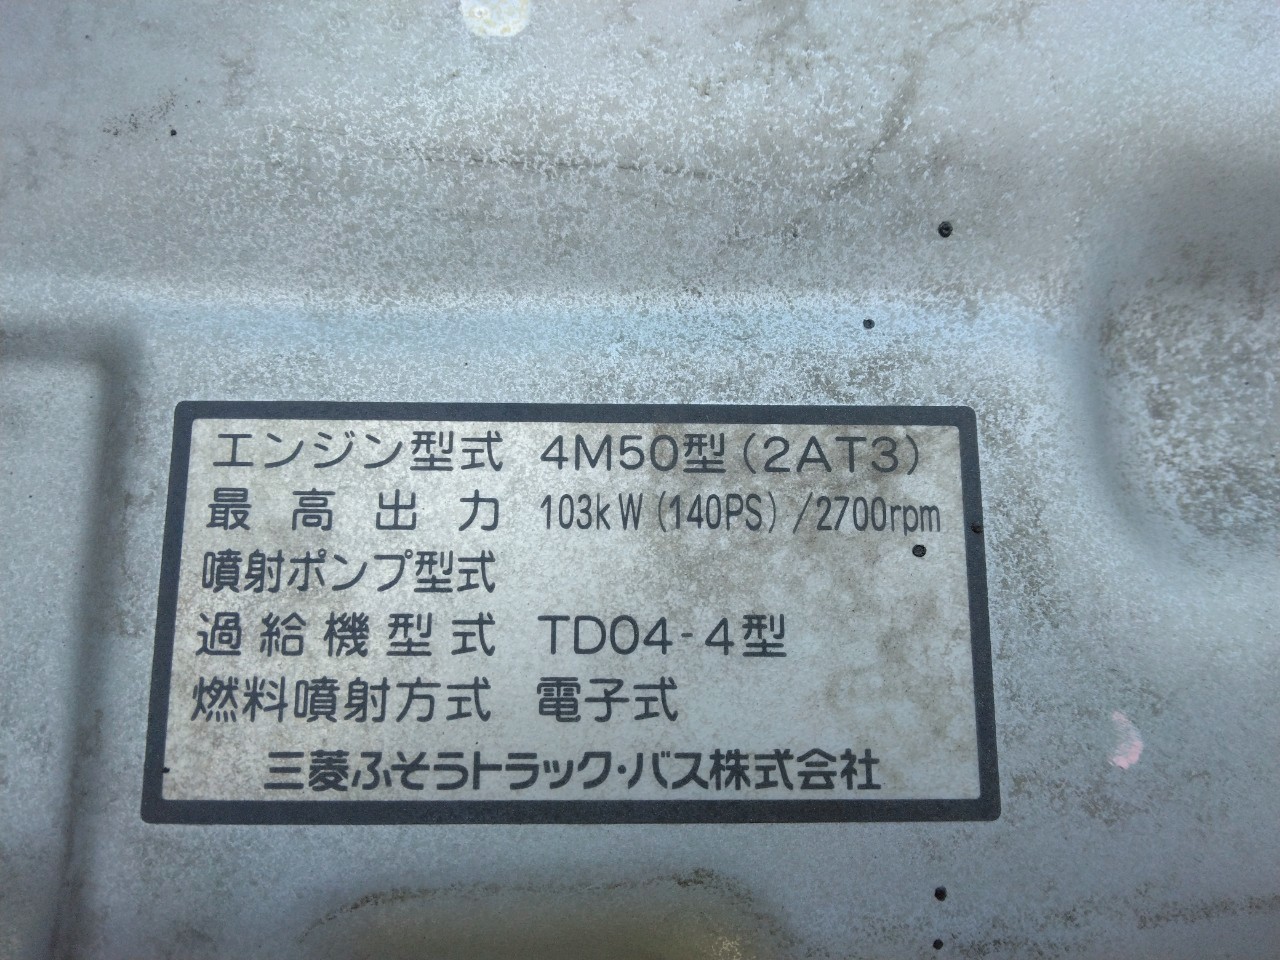 エンジン型式 4M50型(2AT3)
最高出力 103kW(140PS)/2700rpm
噴射ポンプ型式
過給機型式 TD04-4型
燃料噴射方式 電子式
三菱ふそうトラック・バス株式会社